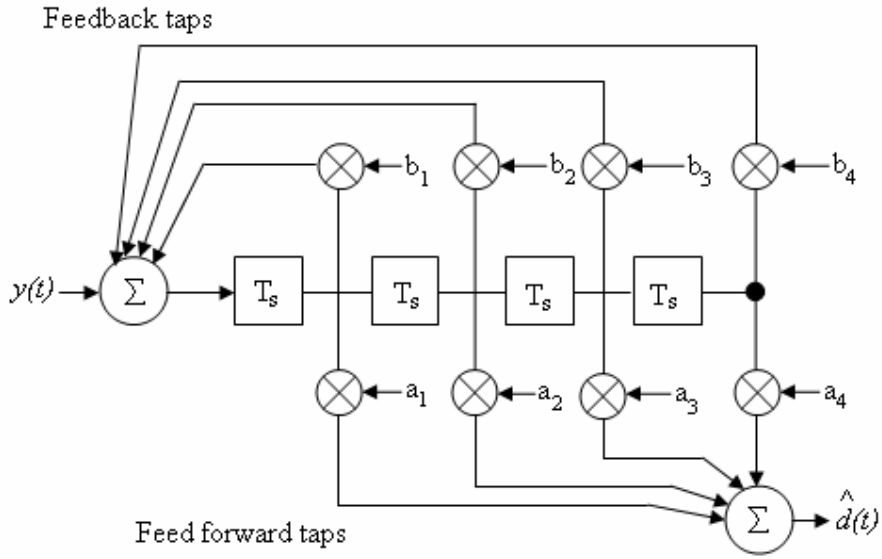 Feedback taps
b1 b2 b3 b4
y(t) Σ Ts Ts Ts Ts
a1 a2 a3 a4
Σ d̂(t)
Feed forward taps